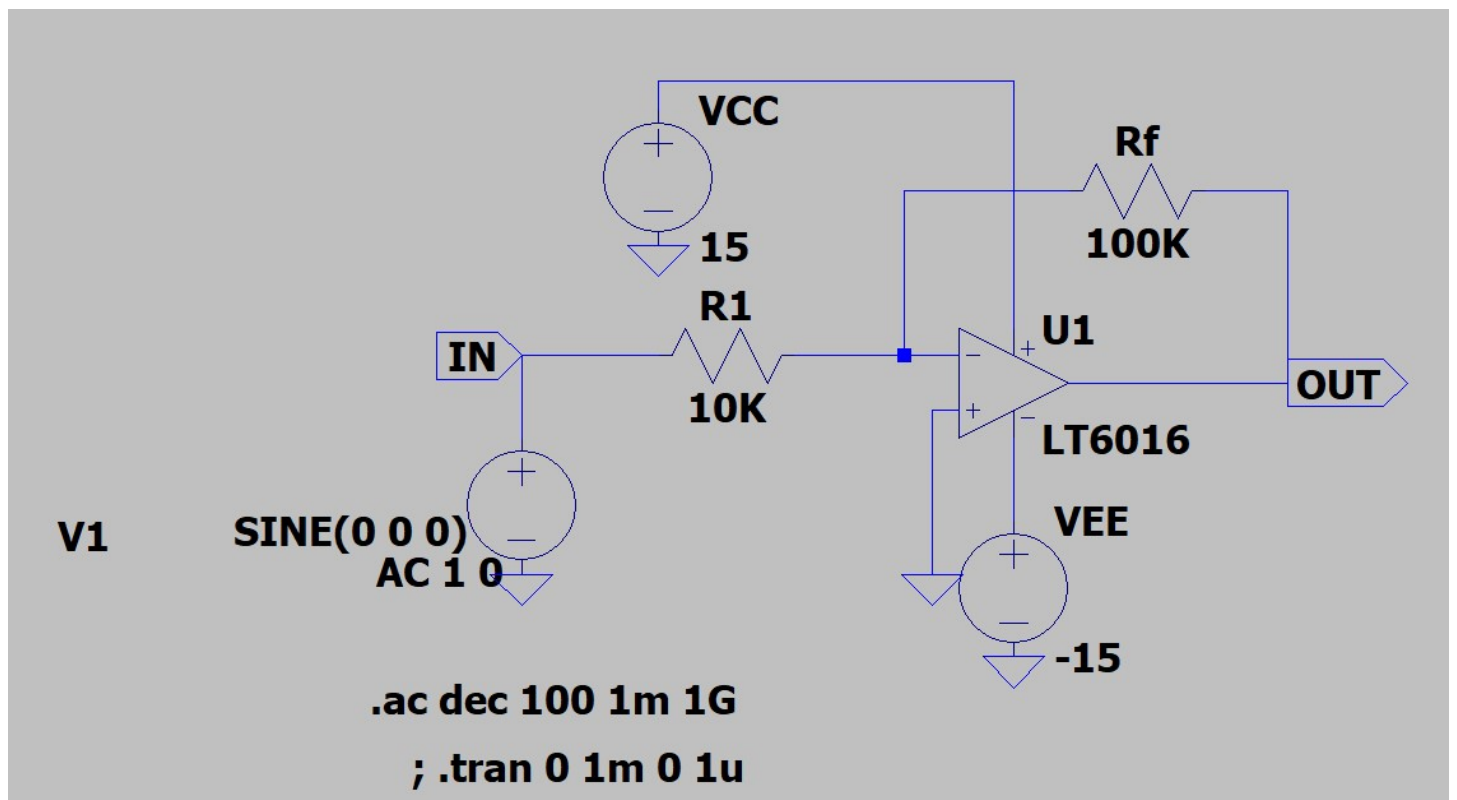 VCC
Rf
15
100K
R1
U1
IN
OUT
10K
LT6016
VEE
V1
SINE(0 0 0)
AC 1 0
-15
.ac dec 100 1m 1G
; .tran 0 1m 0 1u